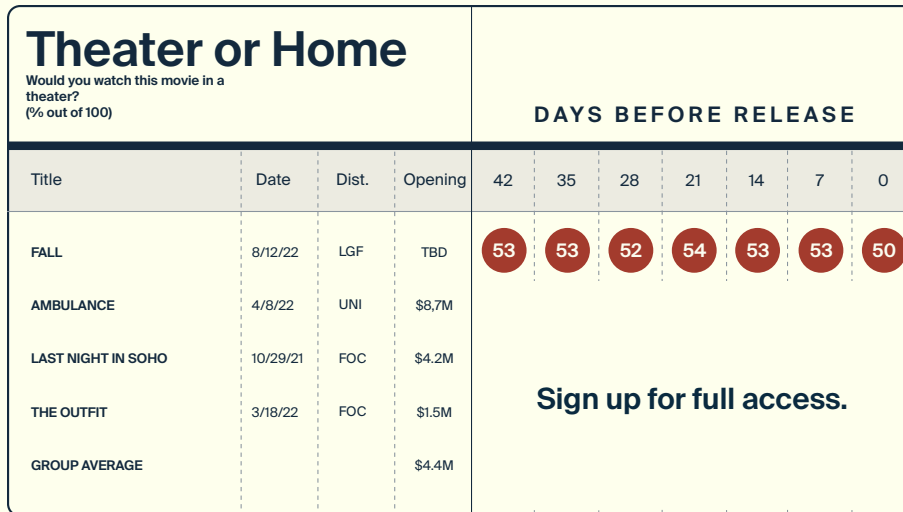 Theater or Home
Would you watch this movie in a
theater?
(% out of 100)
DAYS BEFORE RELEASE
Title Date Dist. Opening 42 35 28 21 14 7 0
FALL 8/12/22 LGF TBD 53 53 52 54 53 53 50
AMBULANCE 4/8/22 UNI $8,7M
LAST NIGHT IN SOHO 10/29/21 FOC $4.2M
Sign up for full access.
THE OUTFIT 3/18/22 FOC $1.5M
GROUP AVERAGE $4.4M